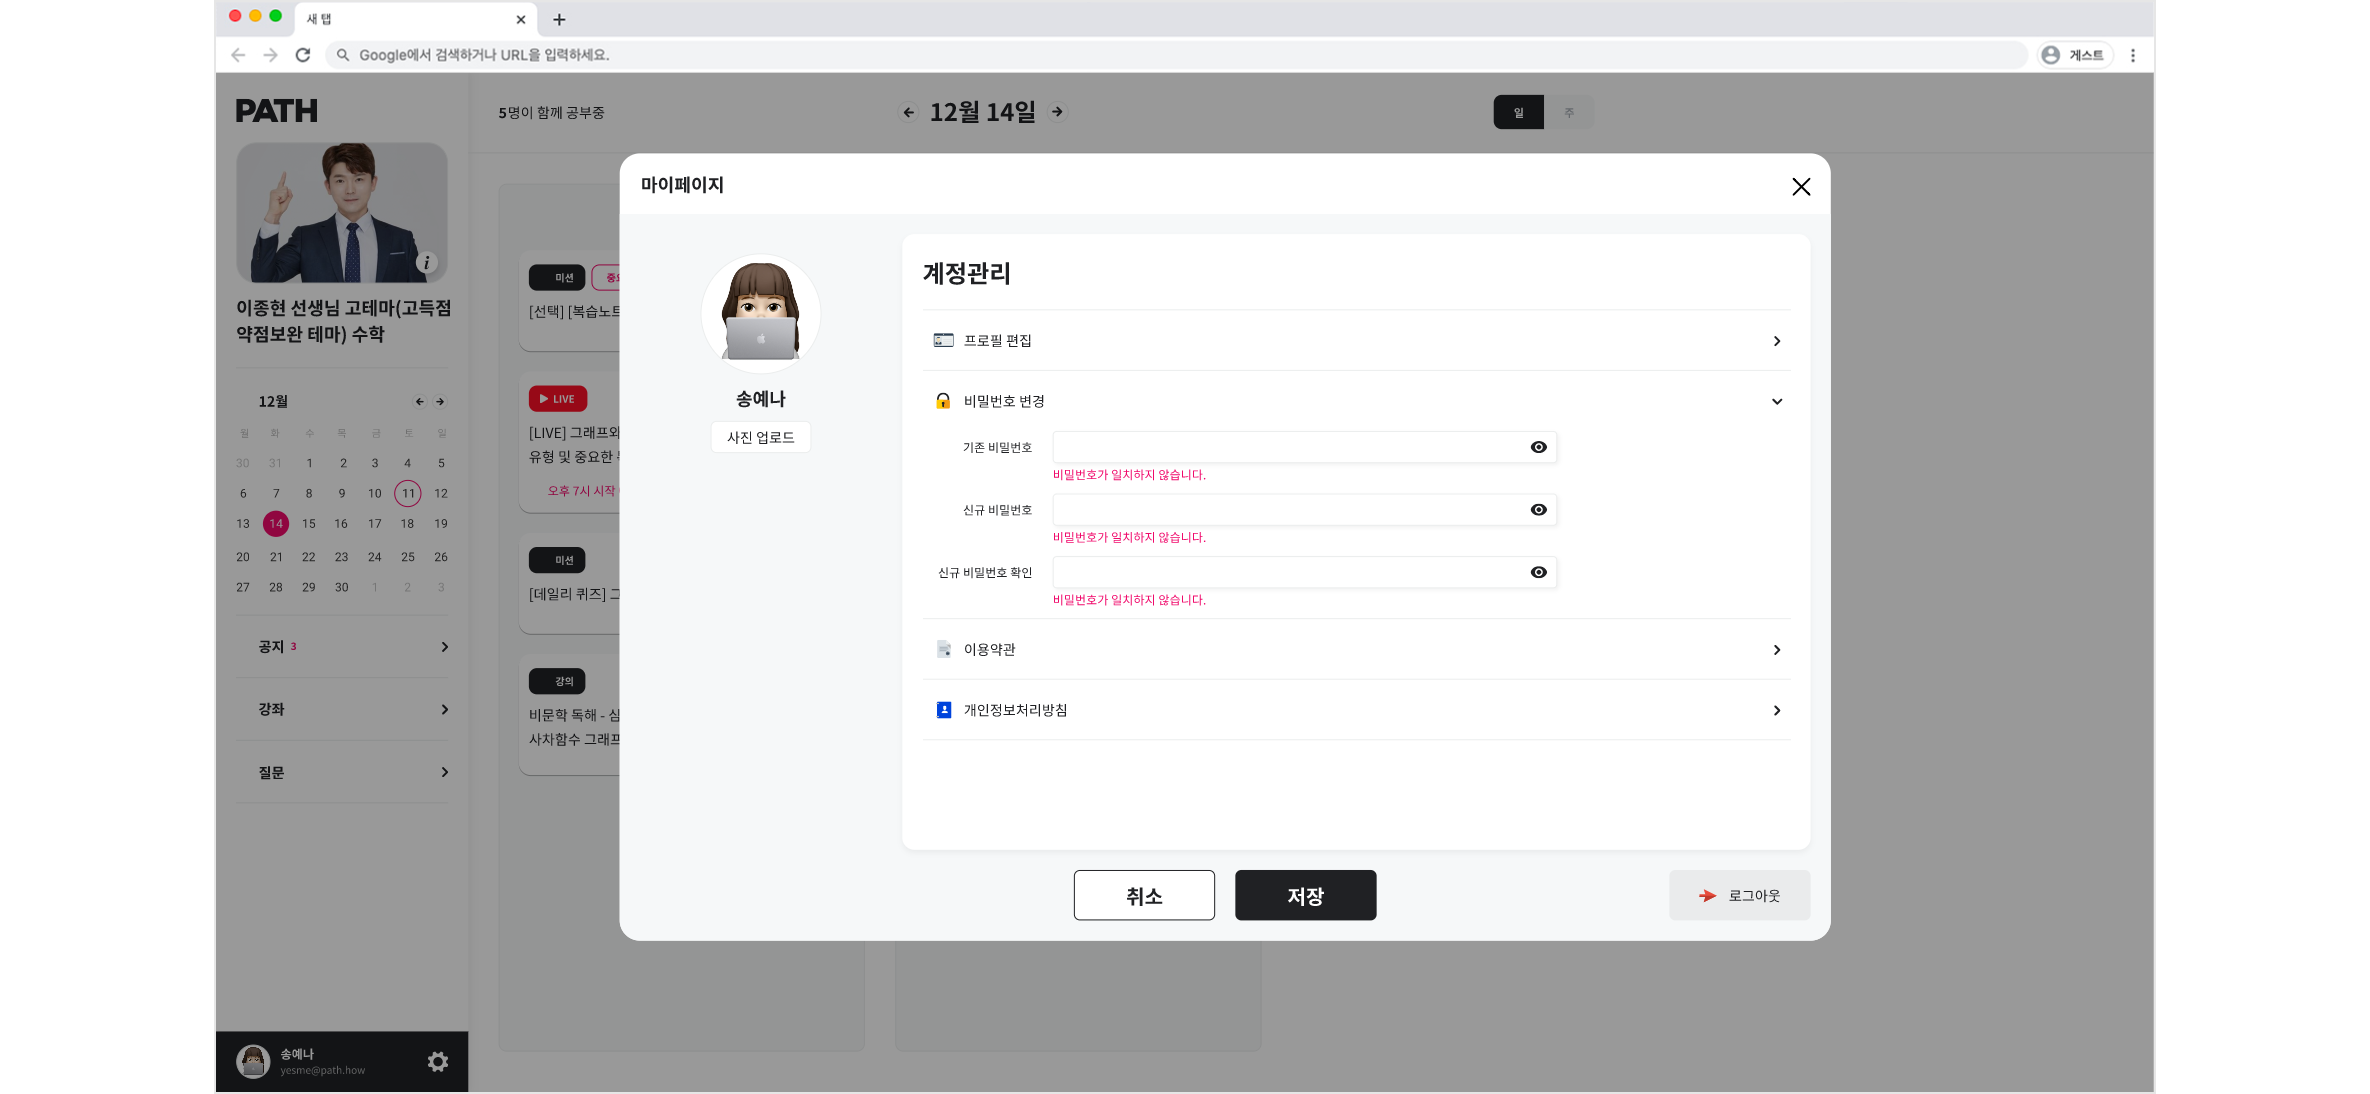 새 탭
Google에서 검색하거나 URL을 입력하세요.
게스트
PATH
5명이 함께 공부중
12월 14일
일
주
이종현 선생님 고테마(고득점
약점보완 테마) 수학
12월
월 화 수 목 금 토 일
30 31 1 2 3 4 5
6 7 8 9 10 11 12
13 14 15 16 17 18 19
20 21 22 23 24 25 26
27 28 29 30 1 2 3
공지 3
강좌
질문
송예나
yesme@path.how
미션
[선택] [복습노트
LIVE
[LIVE] 그래프와
유형 및 중요한
오후 7시 시작
미션
[데일리 퀴즈]
강의
비문학 독해 -
사차함수 그래프
마이페이지
송예나
사진 업로드
계정관리
프로필 편집
비밀번호 변경
기존 비밀번호
비밀번호가 일치하지 않습니다.
신규 비밀번호
비밀번호가 일치하지 않습니다.
신규 비밀번호 확인
비밀번호가 일치하지 않습니다.
이용약관
개인정보처리방침
취소
저장
로그아웃